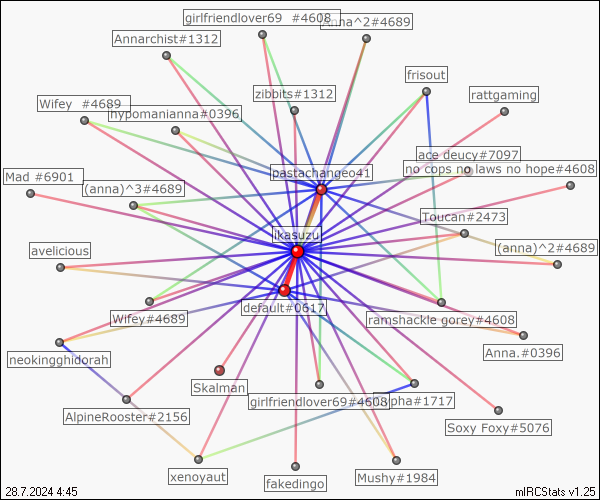 girlfriendlover69 #4608
Anna^2#4689
Annarchist#1312
frisout
rattgaming
zibbits#1312
Wifey #4689
hypomanianna#0396
ace deucy#7097
no cops no laws no hope#4608
pastachangeo41
Mad #6901
(anna)^3#4689
Toucan#2473
ikasuzu
avelicious
(anna)^2#4689
default#0617
Wifey#4689
ramshackle gorey#4608
Anna.#0396
neokingghidorah
Skalman
girlfriendlover69#4608
AlpineRooster#2156
Soxy Foxy#5076
xenoyaut
fakedingo
Mushy#1984
28.7.2024 4:45
mIRCStats v1.25